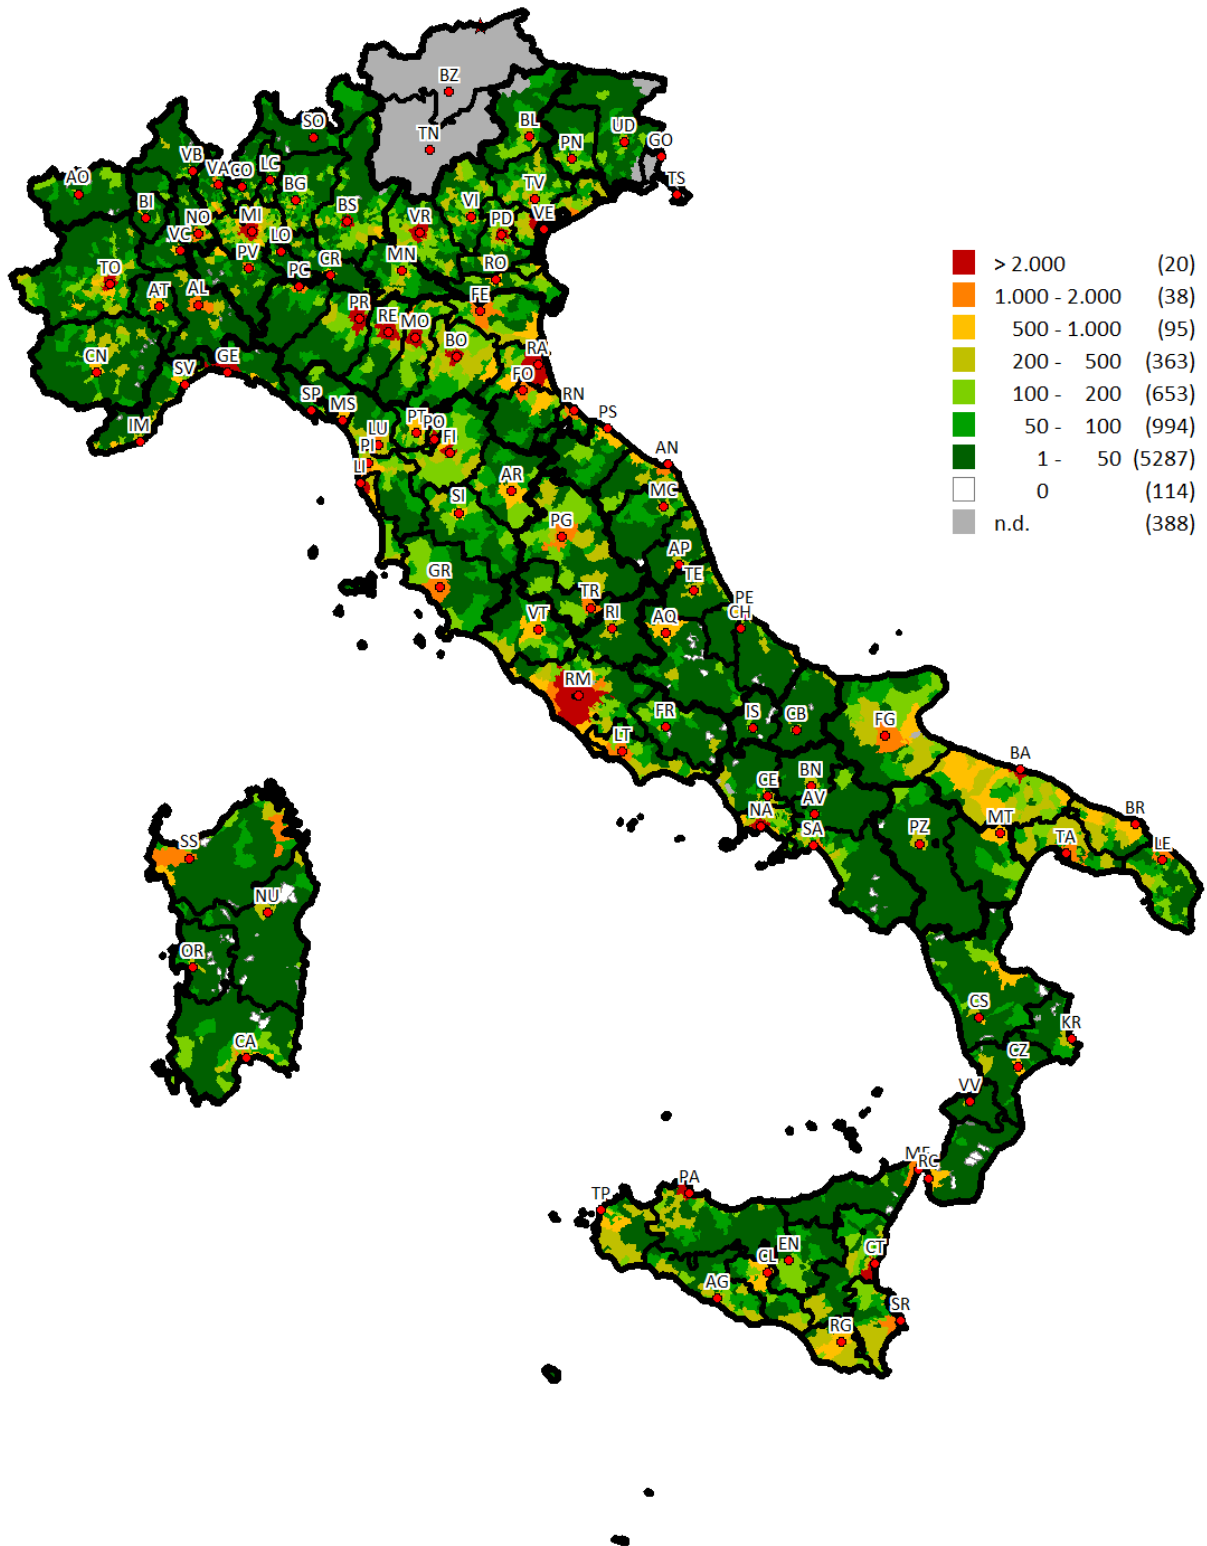 BZ
SO
TN
BL
UD
PN
GO
VB
VA
CO
LC
TS
AO
BG
TV
BI
NO
MI
BS
VR
VI
PD
VE
VC
LO
PV
CR
MN
RO
TO
PC
AT
AL
PR
RE
MO
FE
BO
RA
CN
SV
GE
FO
SP
MS
RN
PS
IM
LU
PT
PO
FI
PI
LI
AN
AR
SI
MC
PG
AP
TE
GR
TR
RI
VT
AQ
PE
CH
RM
FR
IS
CB
FG
LT
BA
CE
BN
AV
NA
SA
PZ
MT
TA
BR
LE
SS
NU
OR
CA
CS
KR
CZ
VV
RC
PA
TP
EN
CL
CT
AG
SR
RG
> 2.000 (20)
1.000 - 2.000 (38)
500 - 1.000 (95)
200 - 500 (363)
100 - 200 (653)
50 - 100 (994)
1 - 50 (5287)
0 (114)
n.d. (388)